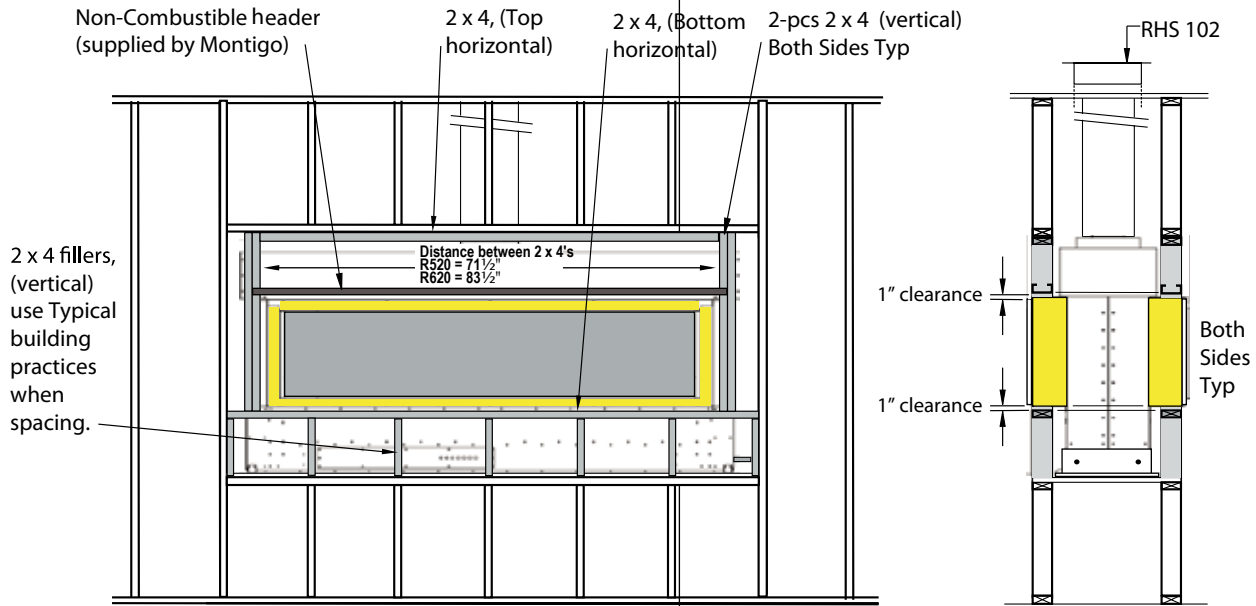 Non-Combustible header
(supplied by Montigo)
2 x 4, (Top
horizontal)
2 x 4, (Bottom
horizontal)
2-pcs 2 x 4 (vertical)
Both Sides Typ
RHS 102
2 x 4 fillers,
(vertical)
use Typical
building
practices
when
spacing.
Distance between 2 x 4's
R520 = 71½"
R620 = 83½"
1” clearance
1” clearance
Both
Sides
Typ